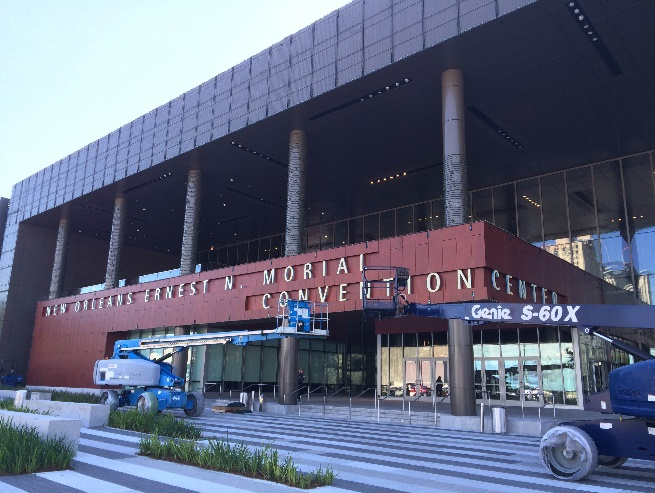 NEW ORLEANS ERNEST N. MORIAL
CONVENTION CENTER
Genie S-60X